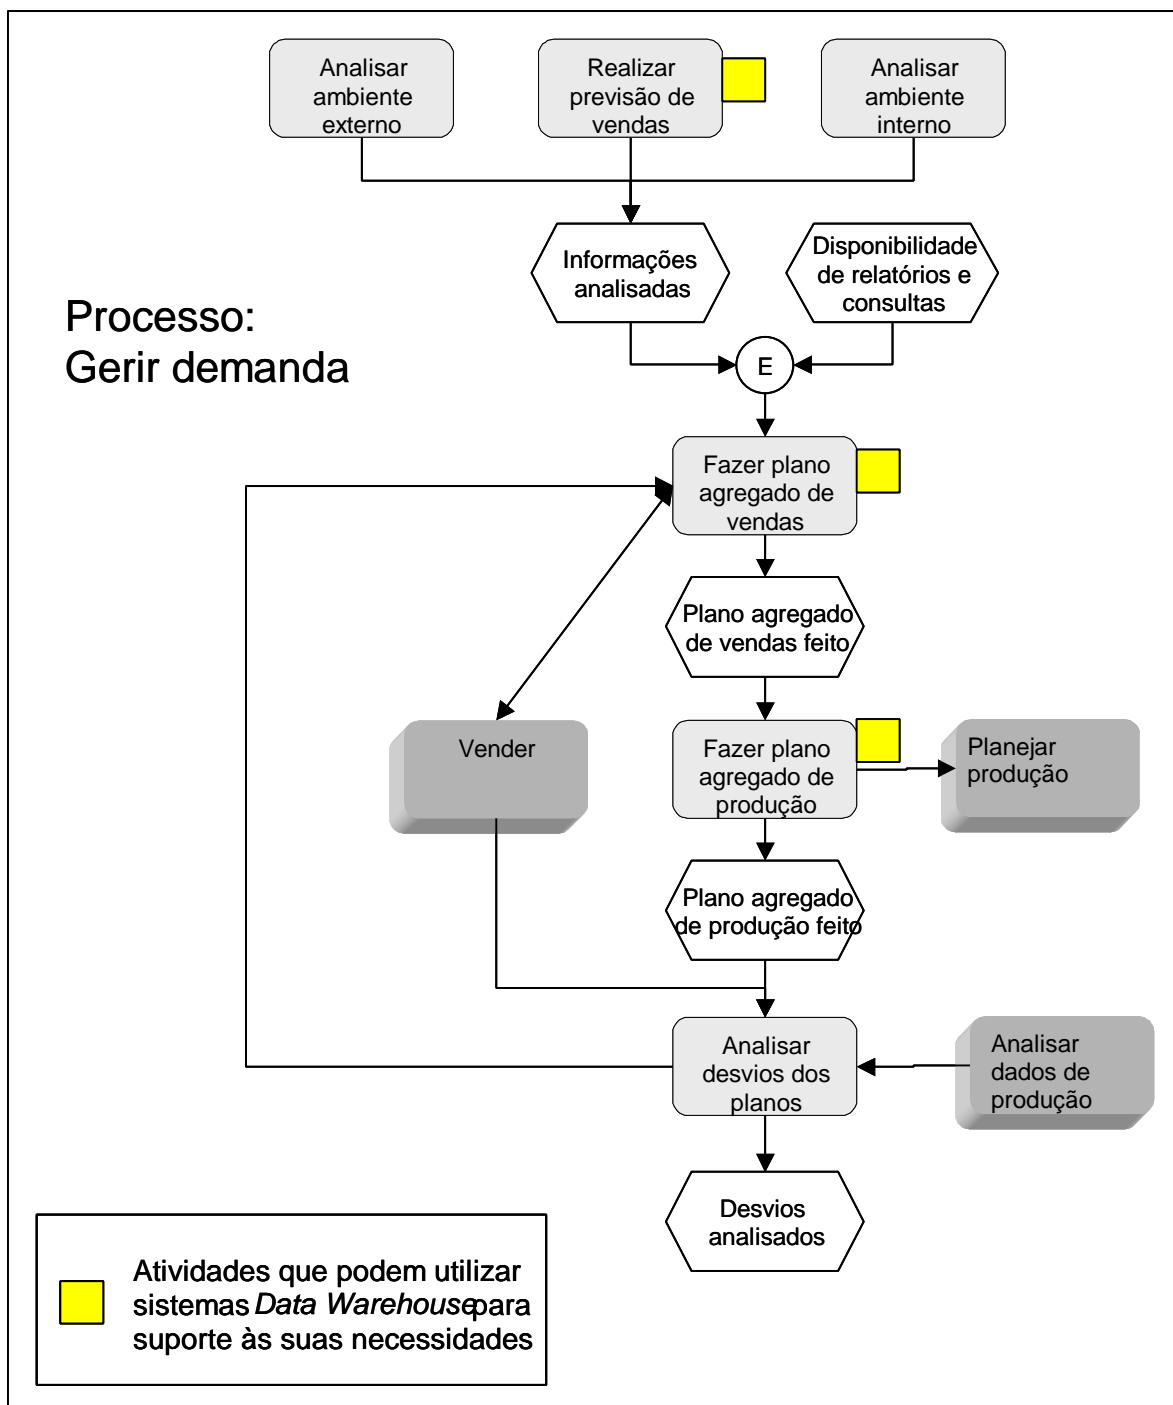 Analisar
ambiente
externo
Realizar
previsão de
vendas
Analisar
ambiente
interno
Informações
analisadas
Disponibilidade
de relatórios e
consultas
Processo:
Gerir demanda
E
Fazer plano
agregado de
vendas
Plano agregado
de vendas feito
Vender
Fazer plano
agregado de
produção
Planejar
produção
Plano agregado
de produção feito
Analisar
desvios dos
planos
Analisar
dados de
produção
Desvios
analisados
Atividades que podem utilizar
sistemas Data Warehouse para
suporte às suas necessidades